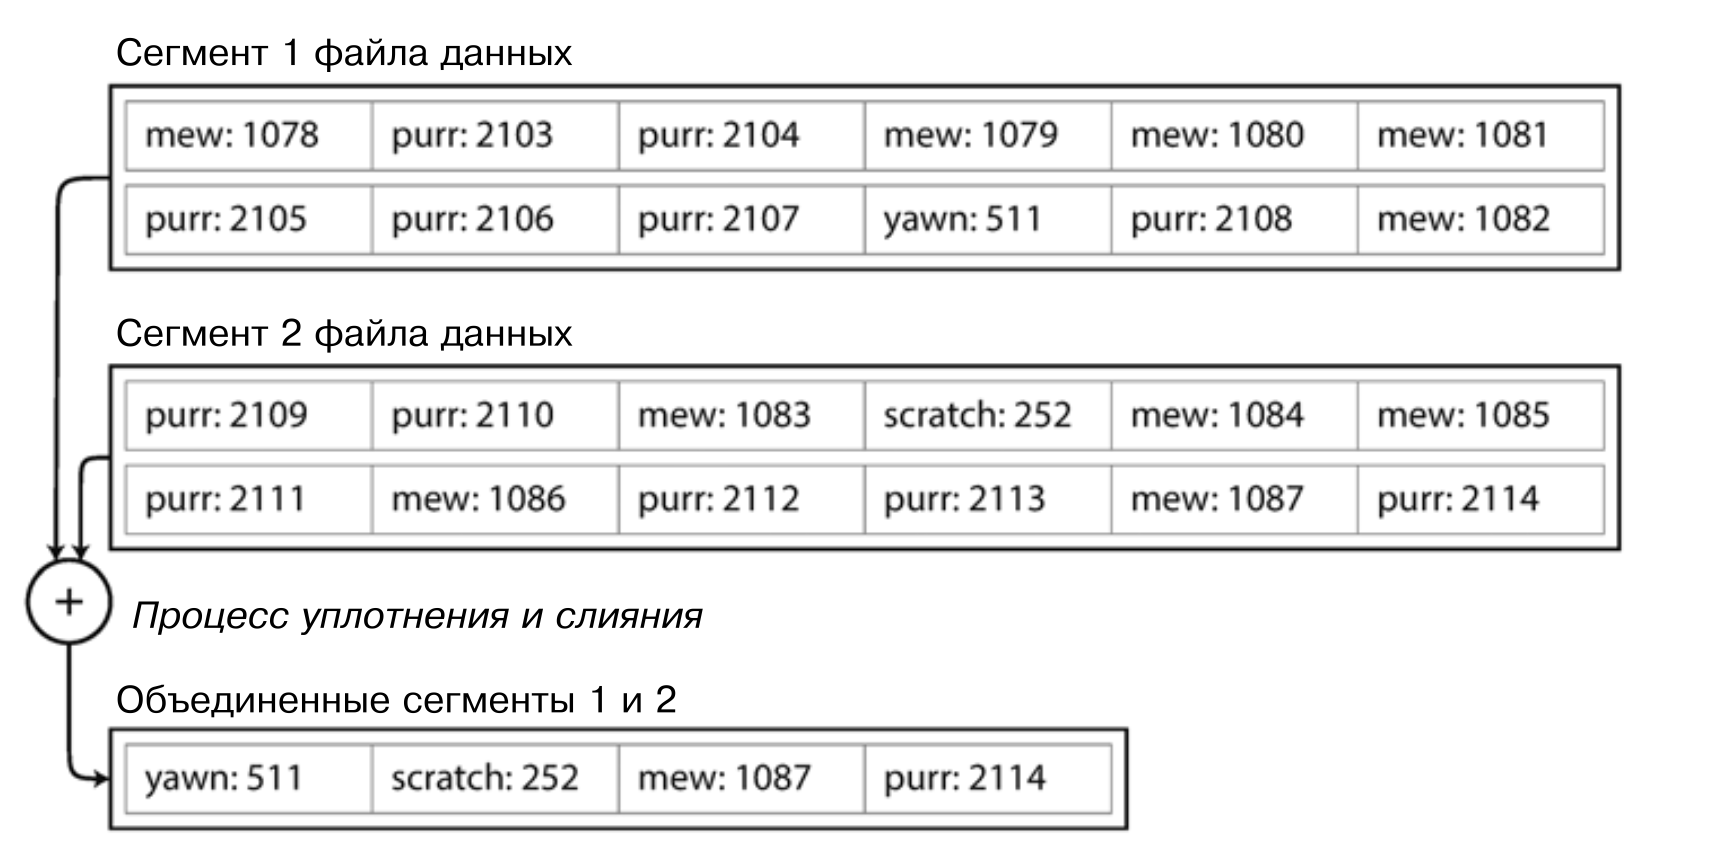 Сегмент 1 файла данных
mew: 1078 purr: 2103 purr: 2104 mew: 1079 mew: 1080 mew: 1081
purr: 2105 purr: 2106 purr: 2107 yawn: 511 purr: 2108 mew: 1082
Сегмент 2 файла данных
purr: 2109 purr: 2110 mew: 1083 scratch: 252 mew: 1084 mew: 1085
purr: 2111 mew: 1086 purr: 2112 purr: 2113 mew: 1087 purr: 2114
+
Процесс уплотнения и слияния
Объединенные сегменты 1 и 2
yawn: 511 scratch: 252 mew: 1087 purr: 2114